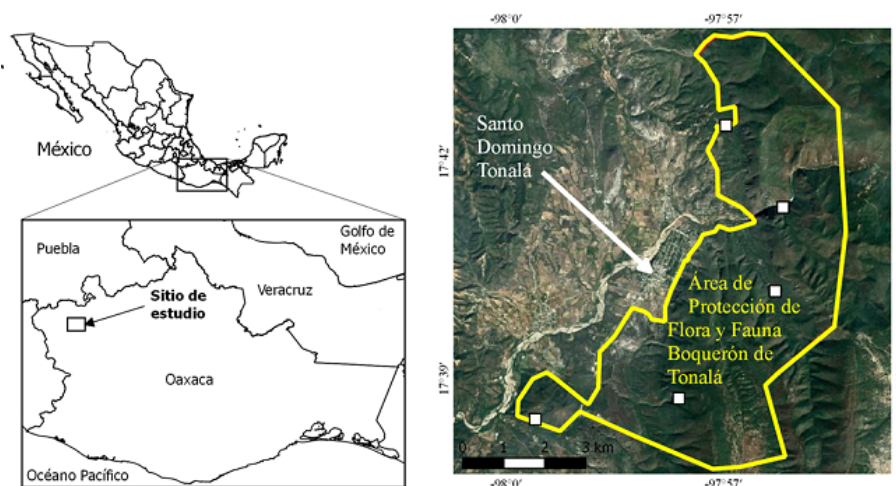 México
Puebla
Golfo de
México
Veracruz
Sitio de
estudio
Oaxaca
Océano Pacífico
-98°0′
-97°57′
17°42′
17°39′
Santo
Domingo
Tonalá
Área de
Protección de
Flora y Fauna
Boquerón de
Tonalá
0 1 2 3 km
-98°0′
-97°57′